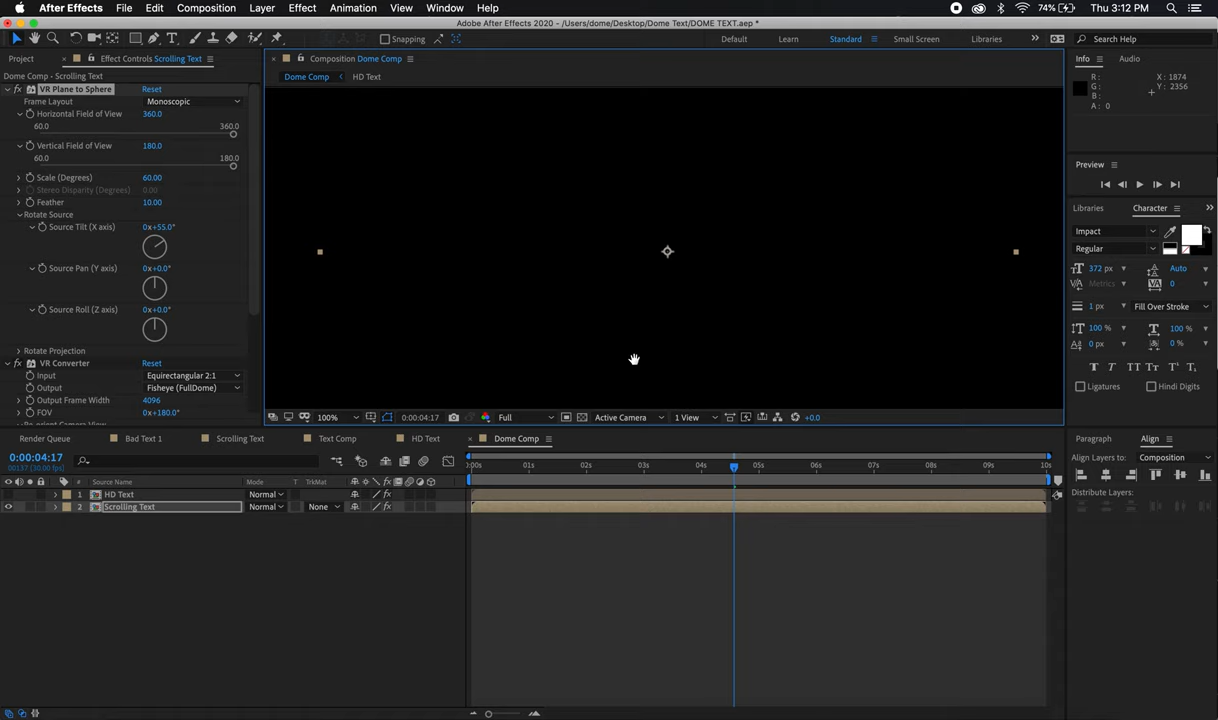 After Effects File Edit Composition Layer Effect Animation View Window Help 74% Thu 3:12 PM
Adobe After Effects 2020 - /Users/dome/Desktop/Dome Text/DOME TEXT.aep *
Snapping Default Learn Standard Small Screen Libraries Search Help
Project Effect Controls Scrolling Text Composition Dome Comp Info Audio
Dome Comp • Scrolling Text Dome Comp HD Text
VR Plane to Sphere Reset
Frame Layout Monoscopic
Horizontal Field of View 360.0
60.0 360.0
Vertical Field of View 180.0
60.0 180.0
Scale (Degrees) 60.00
Stereo Disparity (Degrees) 0.00
Feather 10.00
Rotate Source
Source Tilt (X axis) 0x+55.0°
Source Pan (Y axis) 0x+0.0°
Source Roll (Z axis) 0x+0.0°
Rotate Projection
VR Converter Reset
Input Equirectangular 2:1
Output Fisheye (FullDome)
Output Frame Width 4096
FOV +180.0°
R:
G:
B:
A: 0
X: 1874
Y: 2356
Preview
Libraries Character
Impact
Regular
372 px Auto
Metrics 0
1 px Fill Over Stroke
100 % 100 %
0 px 0 %
T T TT Tт T¹ T₁
Ligatures Hindi Digits
100% 0:00:04:17 Full Active Camera 1 View +0.0
Render Queue Bad Text 1 Scrolling Text Text Comp HD Text Dome Comp
0:00:04:17
00137 (30.00 fps)
:00s 01s 02s 03s 04s 05s 06s 07s 08s 09s 10s
# Source Name Mode T TrkMat
1 HD Text Normal
2 Scrolling Text Normal None
Paragraph Align
Align Layers to: Composition
Distribute Layers: